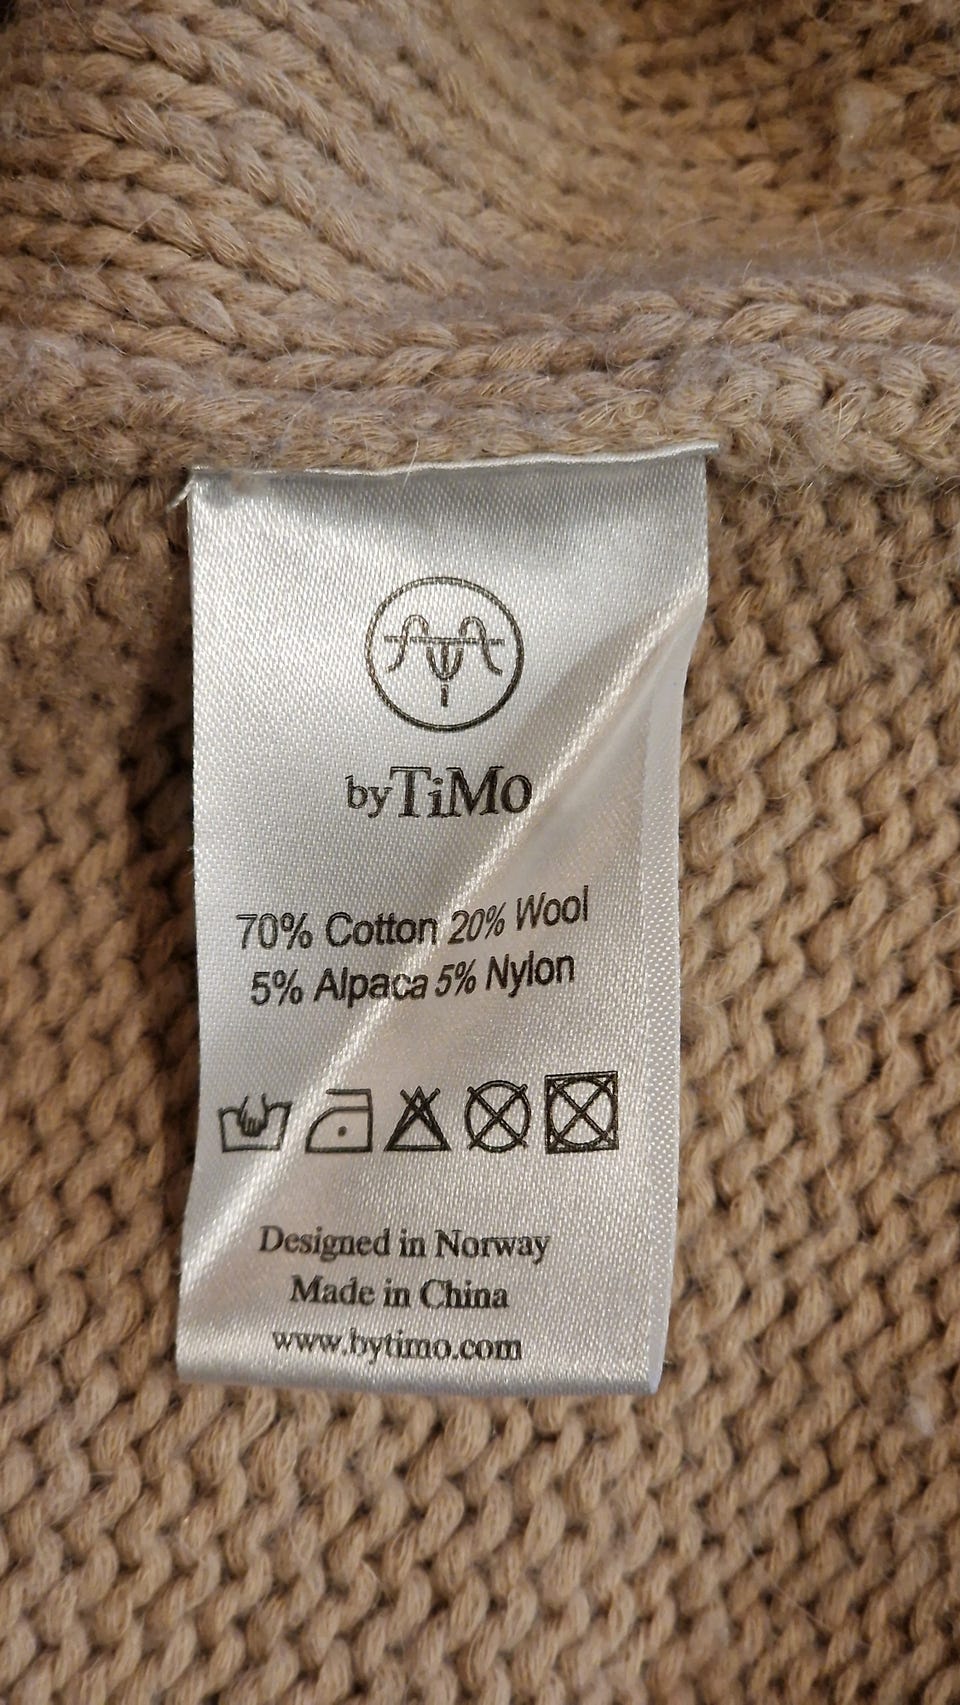 byTiMo
70% Cotton 20% Wool
5% Alpaca 5% Nylon
Designed in Norway
Made in China
www.bytimo.com